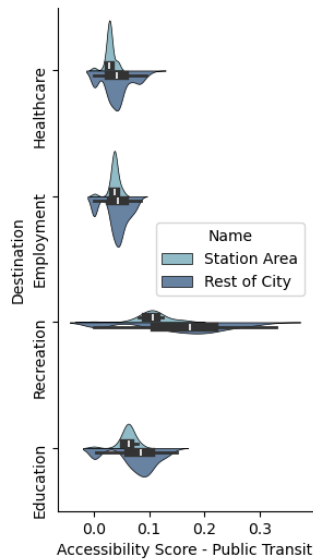 Destination
Healthcare
Employment
Recreation
Education
Name
Station Area
Rest of City
0.0 0.1 0.2 0.3
Accessibility Score - Public Transit